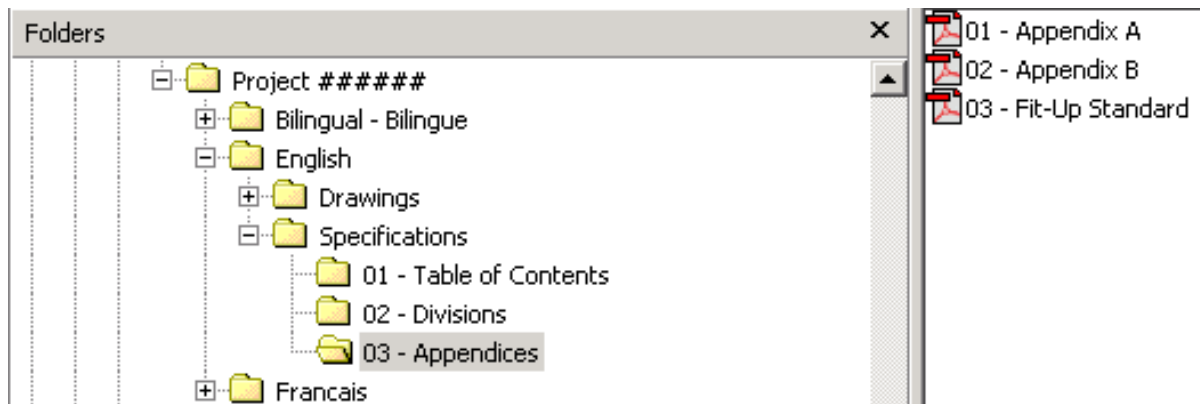 Folders
Project ######
Bilingual - Bilingue
English
Drawings
Specifications
01 - Table of Contents
02 - Divisions
03 - Appendices
Francais
01 - Appendix A
02 - Appendix B
03 - Fit-Up Standard